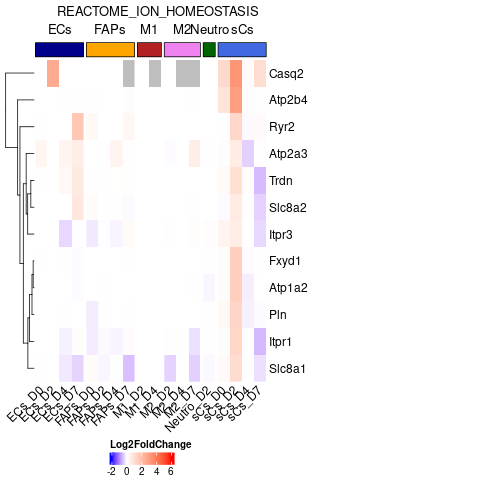 REACTOME_ION_HOMEOSTASIS
ECs FAPs M1 M2 Neutro sCs
Casq2
Atp2b4
Ryr2
Atp2a3
Trdn
Slc8a2
Itpr3
Fxyd1
Atp1a2
Pln
Itpr1
Slc8a1
ECs_D0
ECs_D2
ECs_D4
ECs_D7
FAPs_D0
FAPs_D2
FAPs_D4
FAPs_D7
M1_D2
M1_D4
M2_D2
M2_D4
M2_D7
Neutro_D2
sCs_D0
sCs_D2
sCs_D4
sCs_D7
Log2FoldChange
-2 0 2 4 6